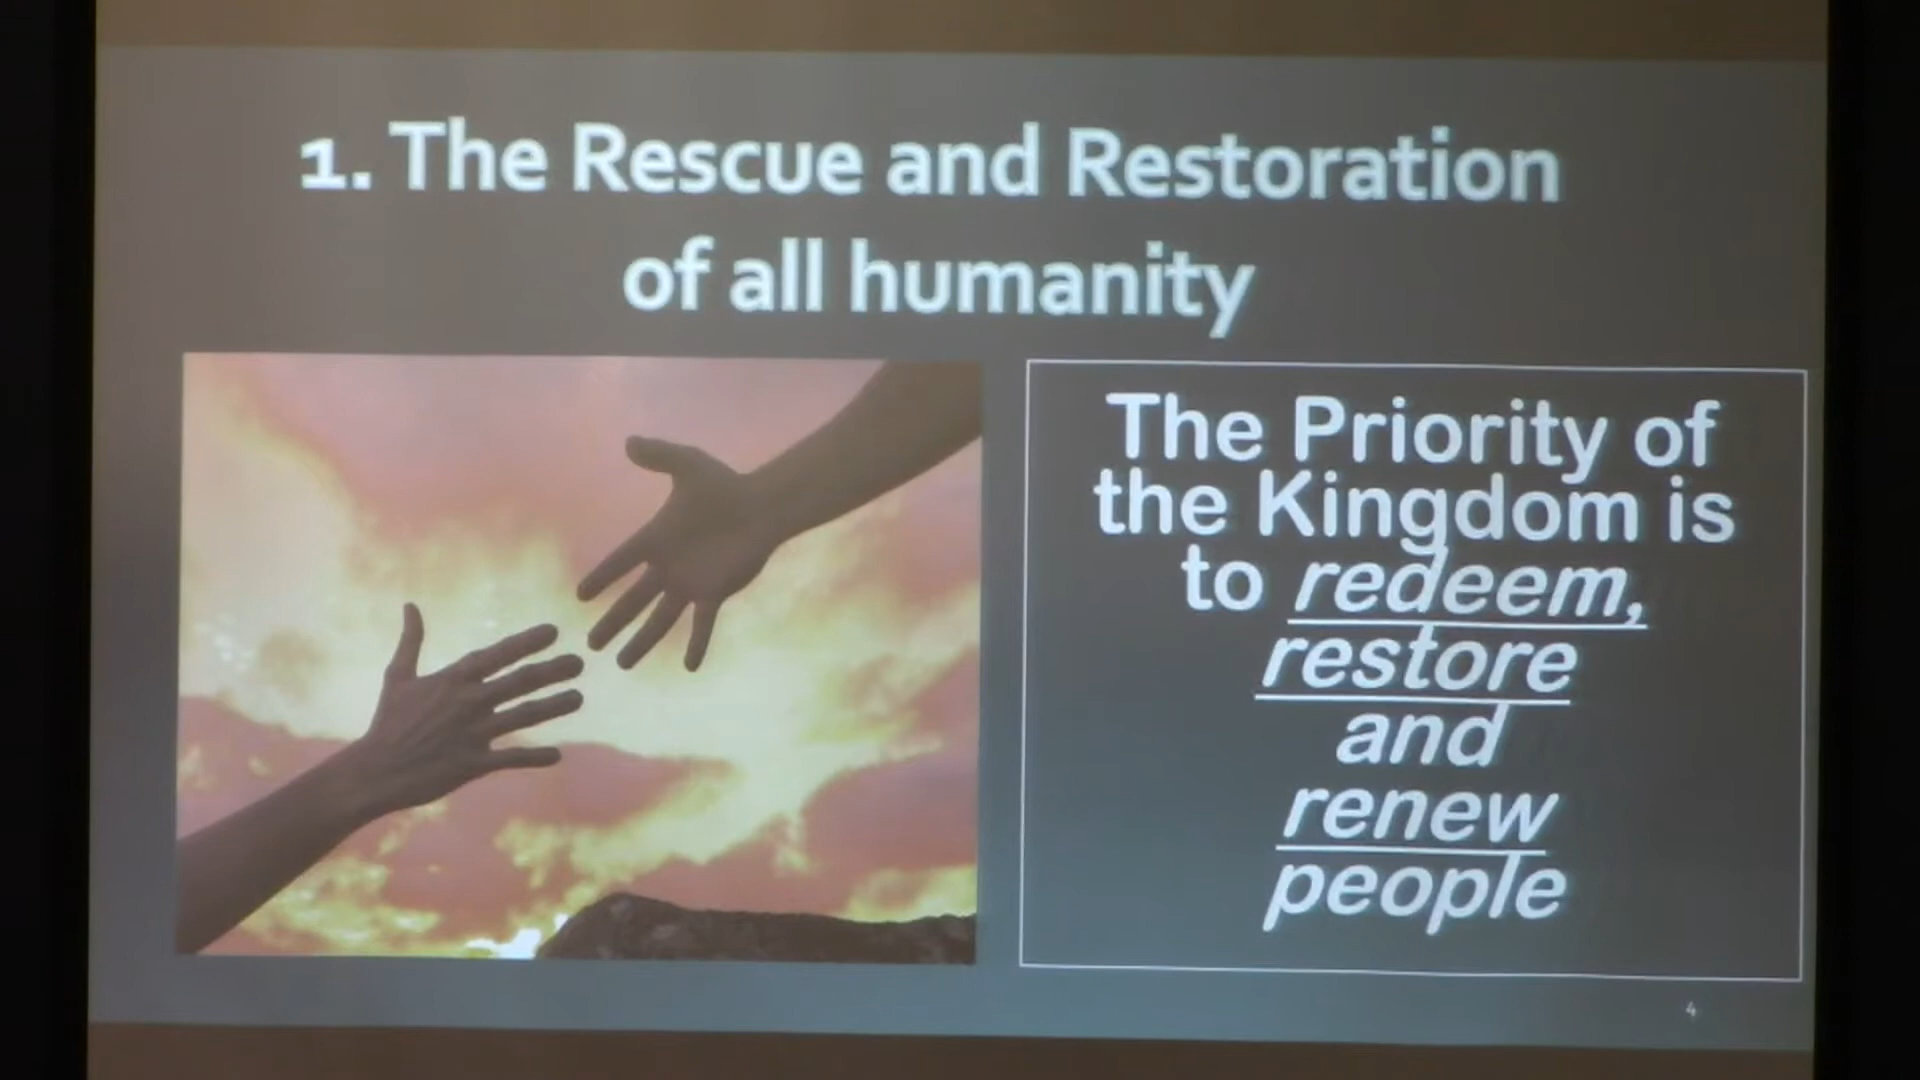 1. The Rescue and Restoration
of all humanity
The Priority of
the Kingdom is
to redeem,
restore
and
renew
people
4